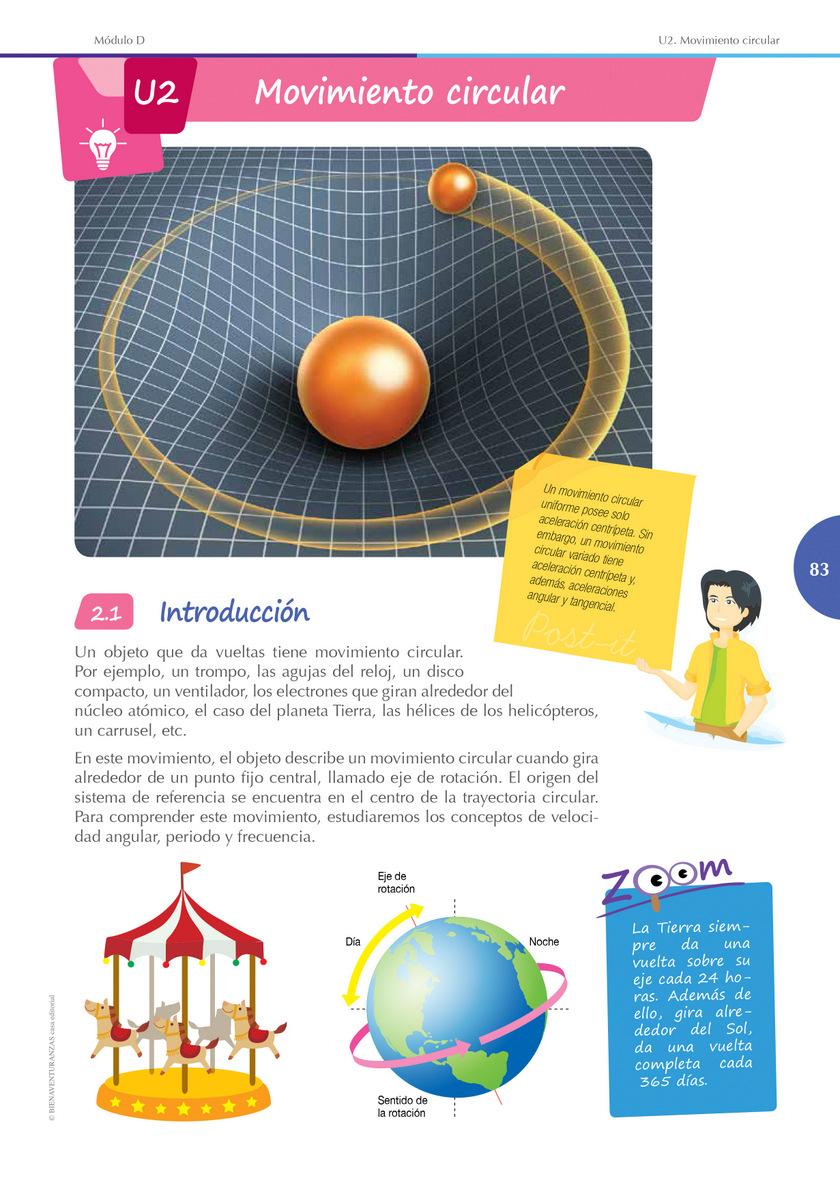 Módulo D
U2. Movimiento circular
U2
Movimiento circular
Un movimiento circular
uniforme posee solo
aceleración centrípeta. Sin
embargo, un movimiento
circular variado tiene
aceleración centrípeta y,
además, aceleraciones
angular y tangencial.
Post-it
83
2.1 Introducción
Un objeto que da vueltas tiene movimiento circular.
Por ejemplo, un trompo, las agujas del reloj, un disco
compacto, un ventilador, los electrones que giran alrededor del
núcleo atómico, el caso del planeta Tierra, las hélices de los helicópteros,
un carrusel, etc.
En este movimiento, el objeto describe un movimiento circular cuando gira
alrededor de un punto fijo central, llamado eje de rotación. El origen del
sistema de referencia se encuentra en el centro de la trayectoria circular.
Para comprender este movimiento, estudiaremos los conceptos de veloci-
dad angular, periodo y frecuencia.
Eje de
rotación
Día
Noche
Sentido de
la rotación
Zoom
La Tierra siem-
pre da una
vuelta sobre su
eje cada 24 ho-
ras. Además de
ello, gira alre-
dedor del Sol,
da una vuelta
completa cada
365 días.
© BIENAVENTURANZAS casa editorial